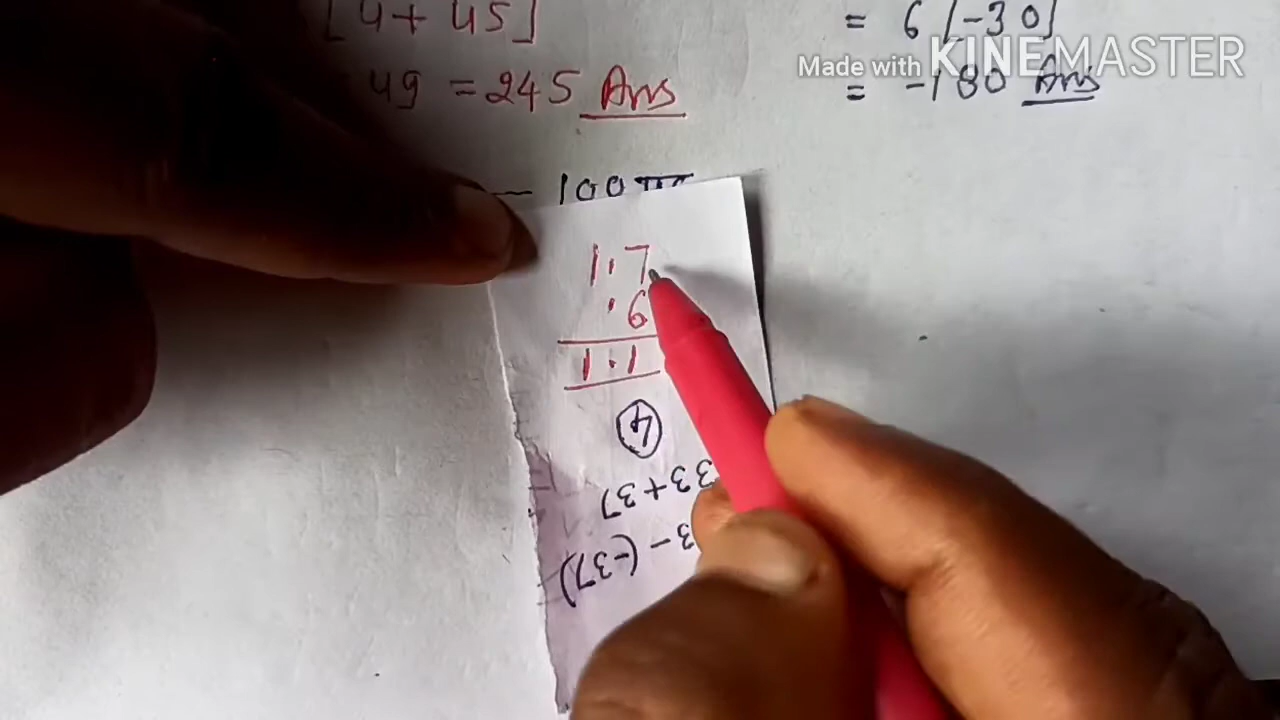 [4+ 45]
49 = 245 Ans
= 6 [-30]
= -180 Ans
Made with KINEMASTER
- 100
1.7
.6
1.1
4
33+37
3-(-37)